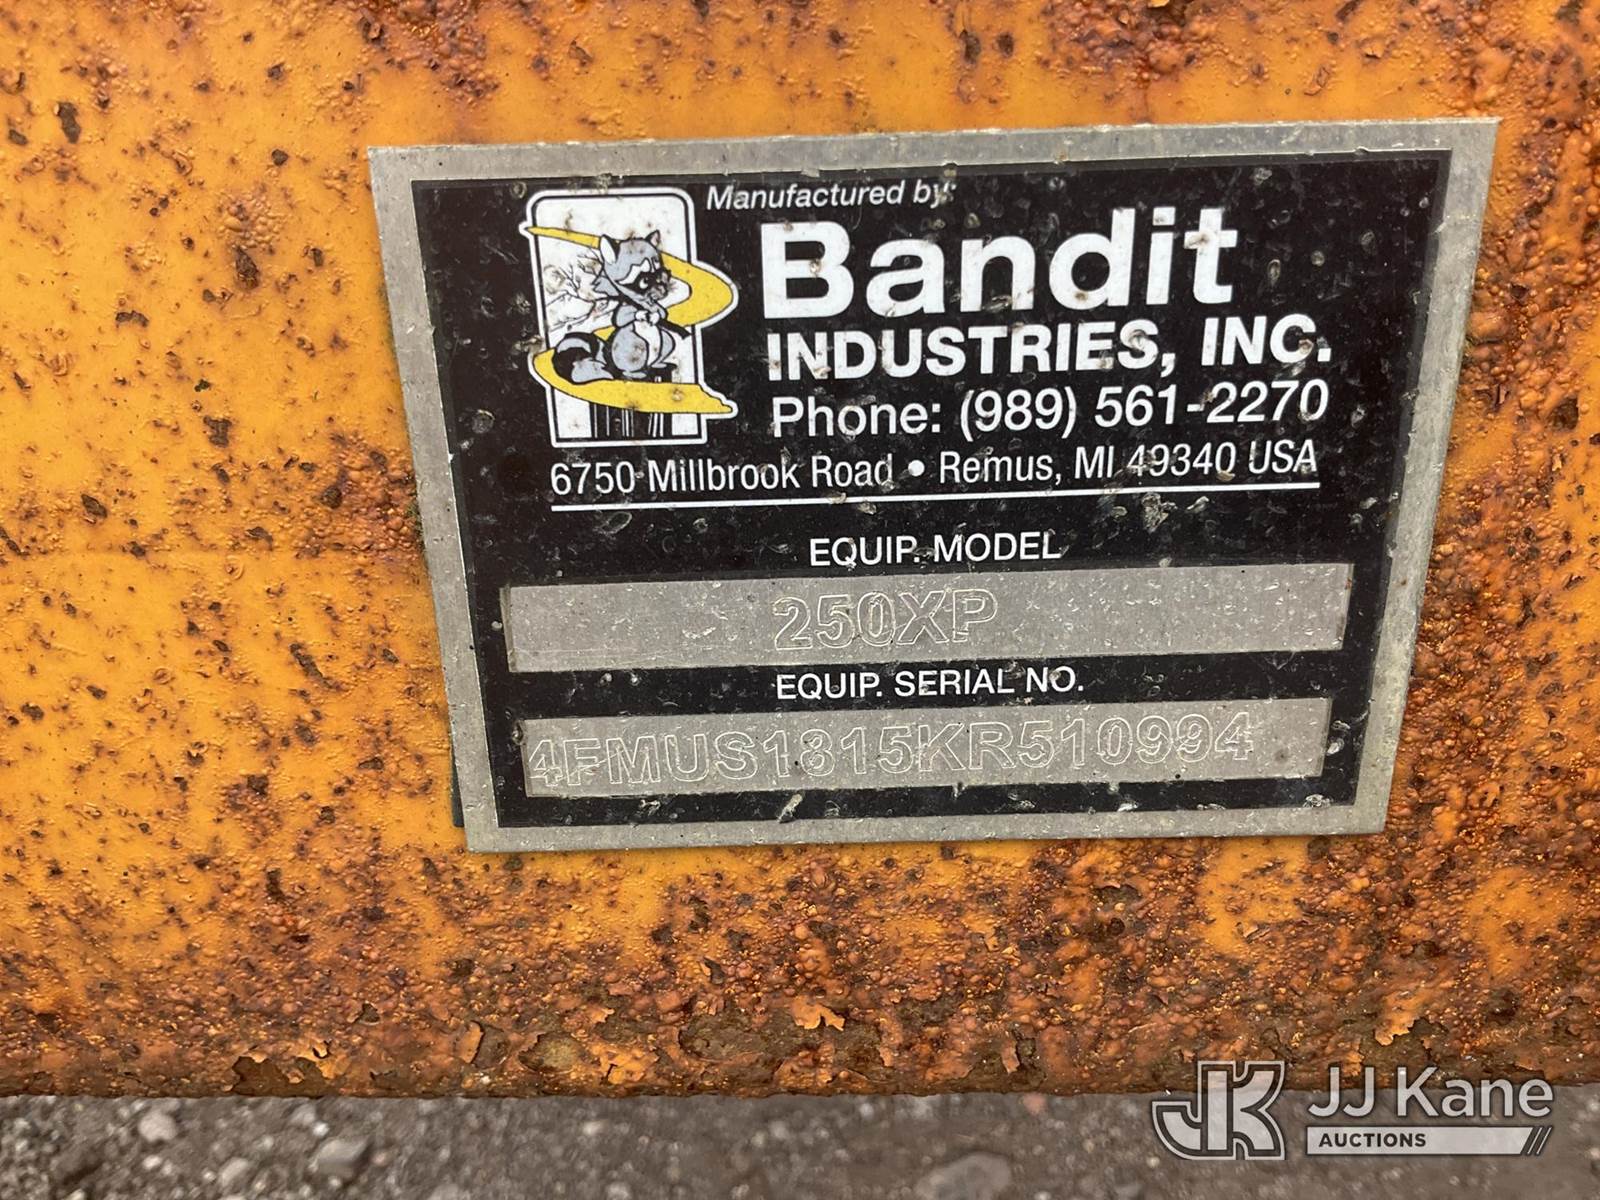 Manufactured by:
Bandit
INDUSTRIES, INC.
Phone: (989) 561-2270
6750 Millbrook Road • Remus, MI 49340 USA
EQUIP. MODEL
250XP
EQUIP. SERIAL NO.
4FMUS1815KR510994
JK JJ Kane
AUCTIONS